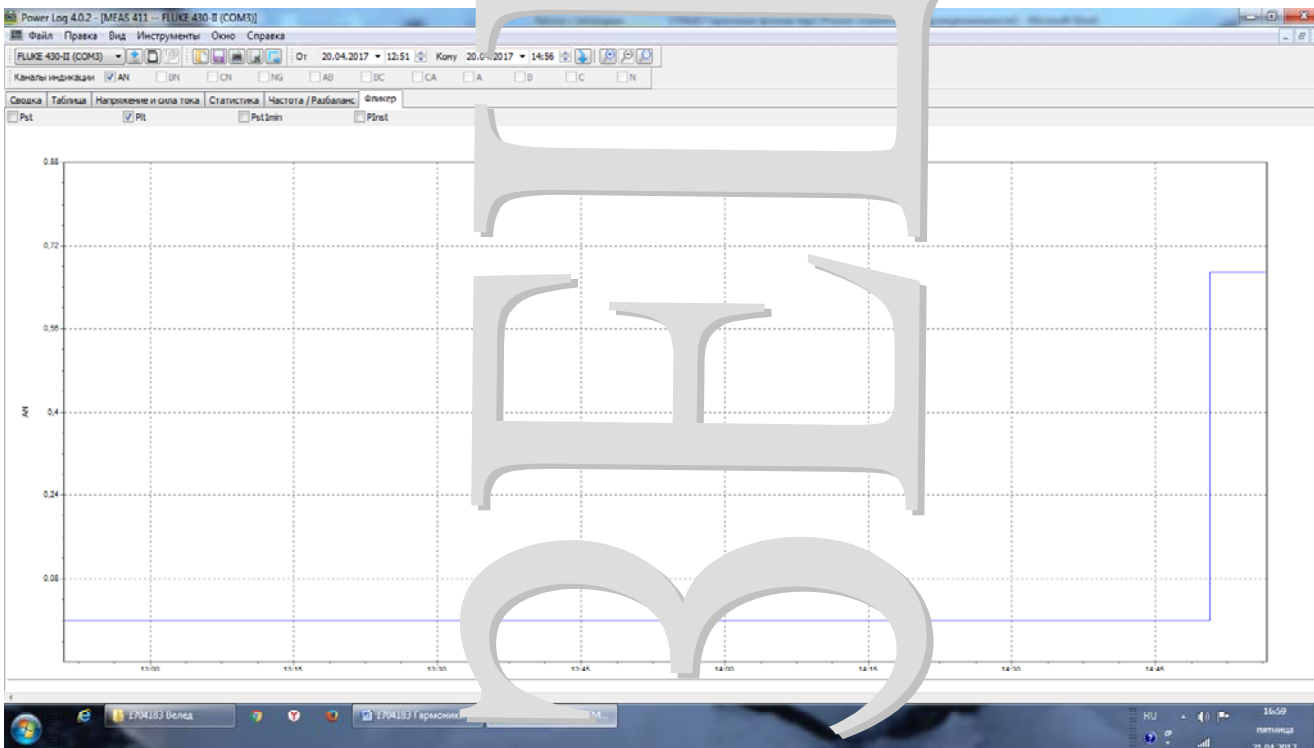 Power Log 4.0.2 - [MEAS 411 -- FLUKE 430-II (COM3)]
Файл Правка Вид Инструменты Окно Справка
FLUKE 430-II (COM3) От 20.04.2017 12:51 Кому 2017 14:56
Каналы индикации AN BN CN NG AB BC CA A B C N
Сводка Таблица Напряжение и сила тока Статистика Частота / Разбаланс Фликер
Pst Plt Pst1min PInst
0.88
0,72
0,56
AN
0,4
0,24
0.08
13:00 13:15 13:30 13:45 14:00 14:15 14:30 14:45
1704183 Велед
1704183 Гармоник
HU
16:59
пятница
21.04.2017